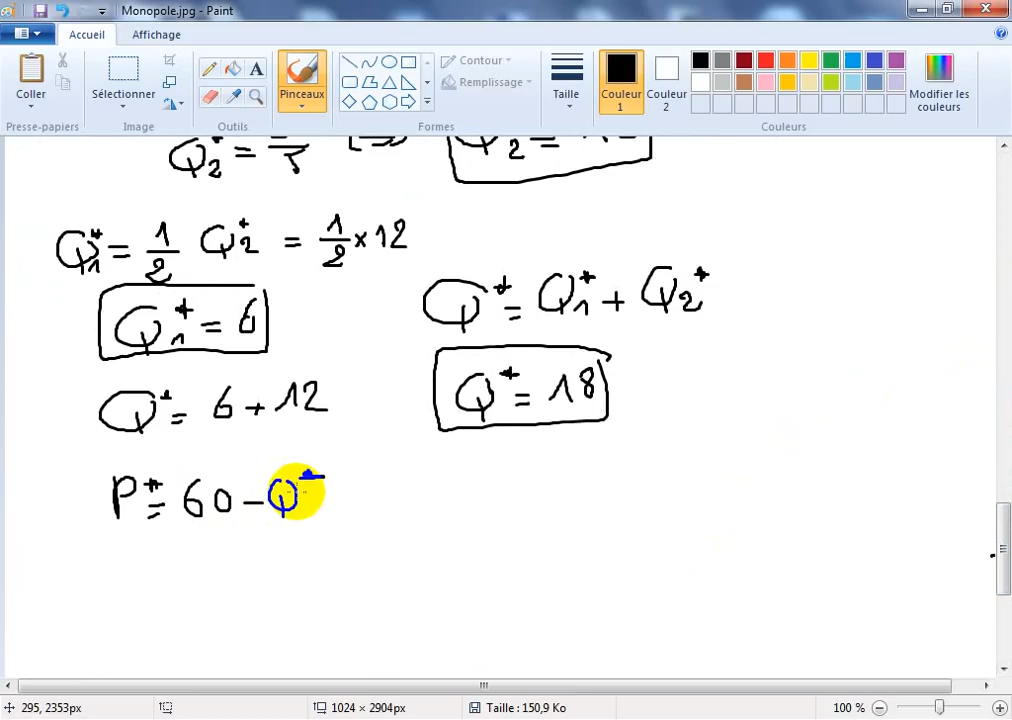 Monopole.jpg - Paint
Accueil Affichage
Coller
Sélectionner
Pinceaux
Contour
Remplissage
Taille
Couleur 1
Couleur 2
Modifier les couleurs
Presse-papiers Image Outils Formes Couleurs
Q₂* =
Q₂ =
Q₁* = 1/2 Q₂* = 1/2 × 12
Q* = Q₁* + Q₂*
Q₁* = 6
Q* = 18
Q* = 6 + 12
P* = 60 - Q*
295, 2353px 1024 × 2904px Taille : 150,9 Ko 100 %